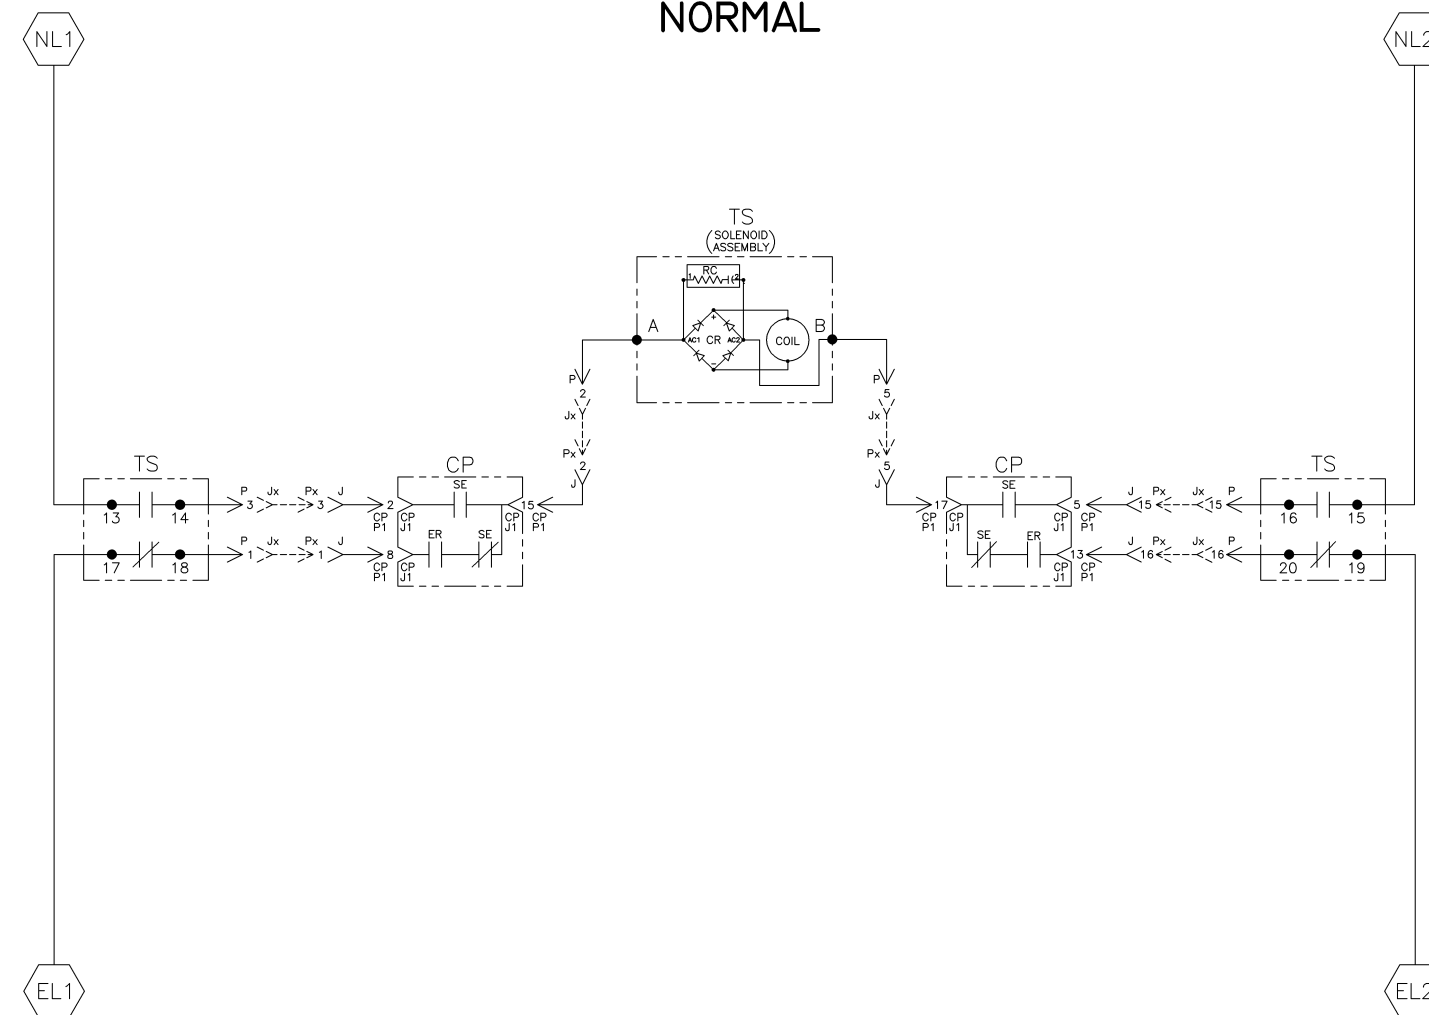 NORMAL
NL1
NL2
TS
(SOLENOID)
ASSEMBLY
RC
1
2
A
B
+
AC1 CR AC2
-
COIL
P
2
Jx
Px
2
J
P
5
Jx
Px
5
J
TS
13 14
17 18
P Jx Px J
3 3
P Jx Px J
1 1
CP
SE
2
15
CP CP
P1 J1
CP CP
J1 P1
ER SE
8
CP CP
P1 J1
CP
SE
17
5
CP CP
P1 J1
CP CP
J1 P1
SE ER
13
CP CP
J1 P1
J Px Jx P
15 15
J Px Jx P
16 16
TS
16 15
20 19
EL1
EL2